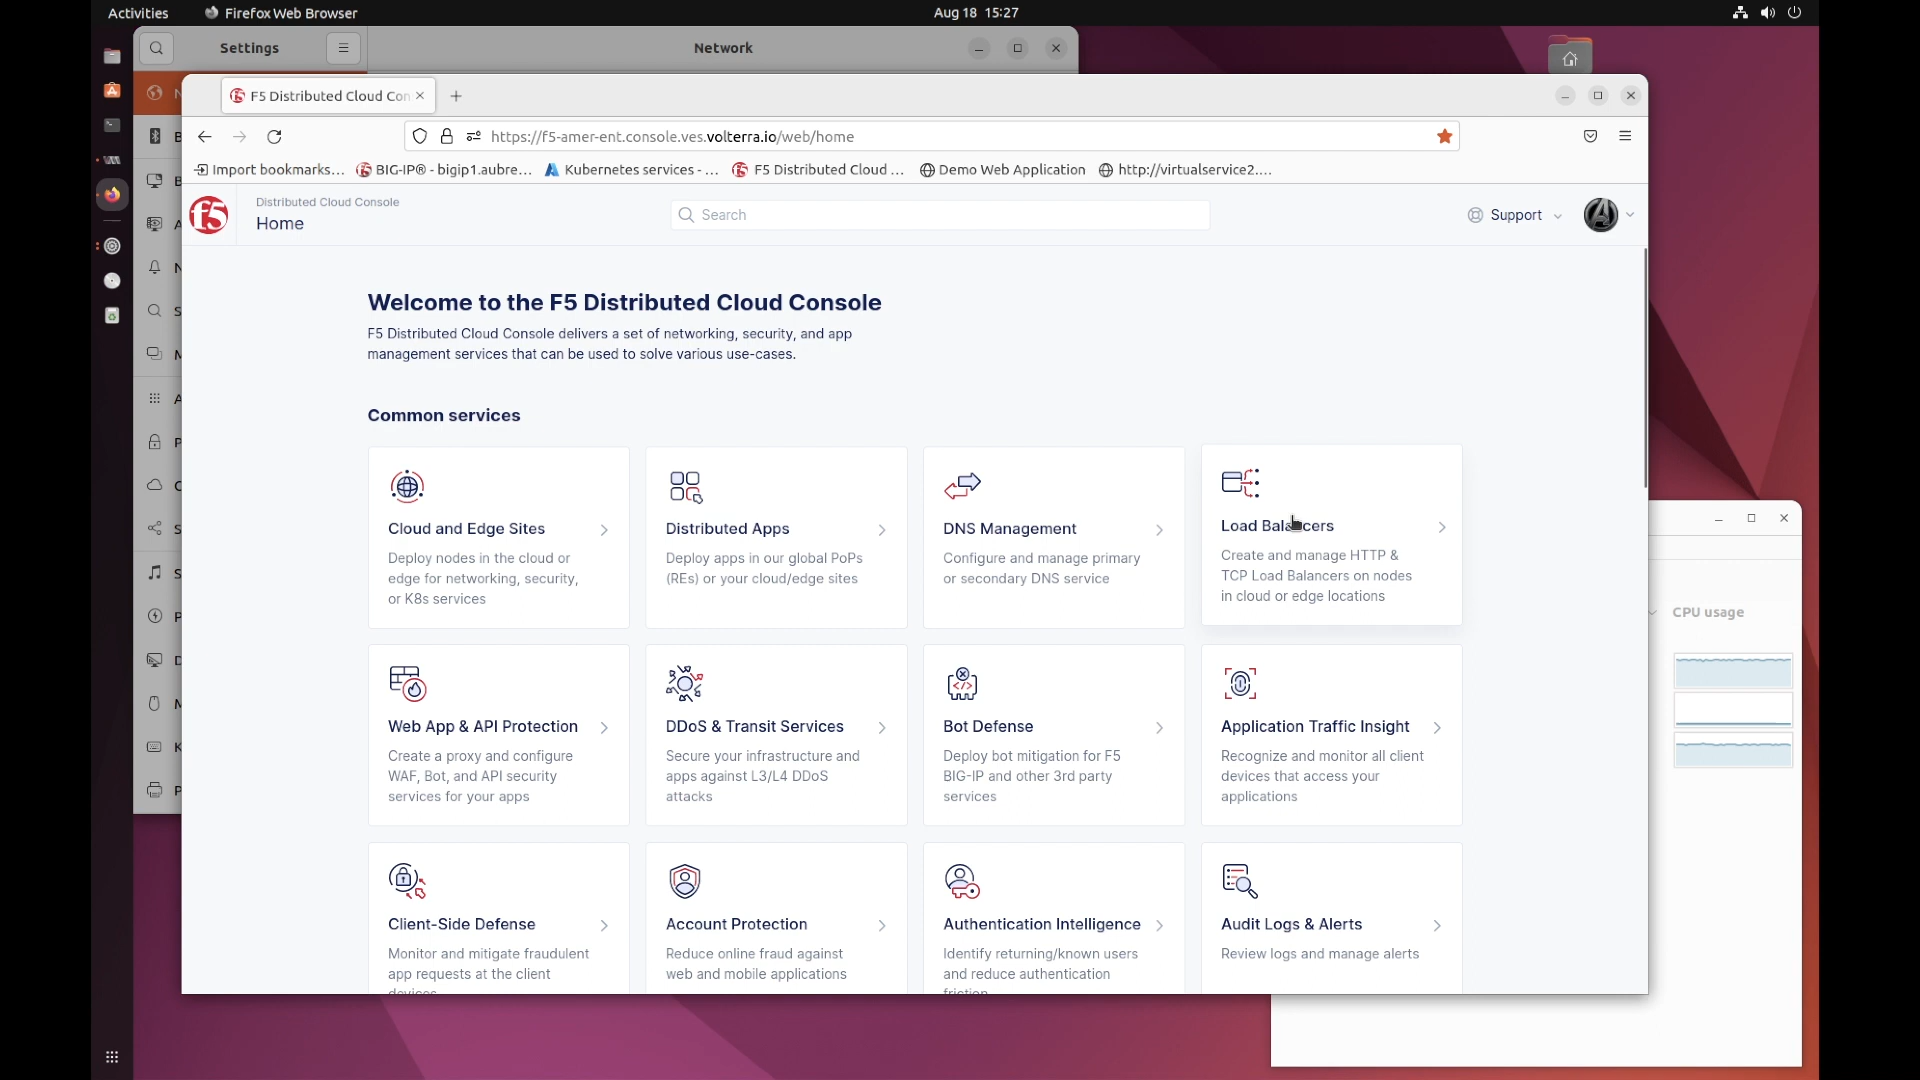 Activities
Firefox Web Browser
Aug 18 15:27
Settings
Network
F5 Distributed Cloud Con
https://f5-amer-ent.console.ves.volterra.io/web/home
Import bookmarks...
BIG-IP® - bigip1.aubre...
Kubernetes services - ...
F5 Distributed Cloud ...
Demo Web Application
http://virtualservice2....
f5
Distributed Cloud Console
Home
Search
Support
Welcome to the F5 Distributed Cloud Console
F5 Distributed Cloud Console delivers a set of networking, security, and app
management services that can be used to solve various use-cases.
Common services
Cloud and Edge Sites
Deploy nodes in the cloud or
edge for networking, security,
or K8s services
Distributed Apps
Deploy apps in our global PoPs
(REs) or your cloud/edge sites
DNS Management
Configure and manage primary
or secondary DNS service
Load Balancers
Create and manage HTTP &
TCP Load Balancers on nodes
in cloud or edge locations
CPU usage
Web App & API Protection
Create a proxy and configure
WAF, Bot, and API security
services for your apps
DDoS & Transit Services
Secure your infrastructure and
apps against L3/L4 DDoS
attacks
Bot Defense
Deploy bot mitigation for F5
BIG-IP and other 3rd party
services
Application Traffic Insight
Recognize and monitor all client
devices that access your
applications
Client-Side Defense
Monitor and mitigate fraudulent
app requests at the client
devices
Account Protection
Reduce online fraud against
web and mobile applications
Authentication Intelligence
Identify returning/known users
and reduce authentication
friction
Audit Logs & Alerts
Review logs and manage alerts